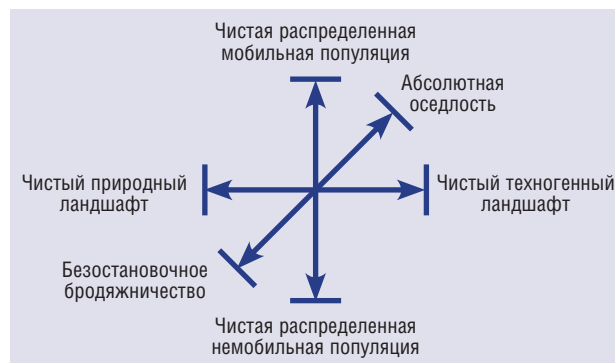 Чистая распределенная
мобильная популяция
Абсолютная
оседлость
Чистый природный
ландшафт
Чистый техногенный
ландшафт
Безостановочное
бродяжничество
Чистая распределенная
немобильная популяция